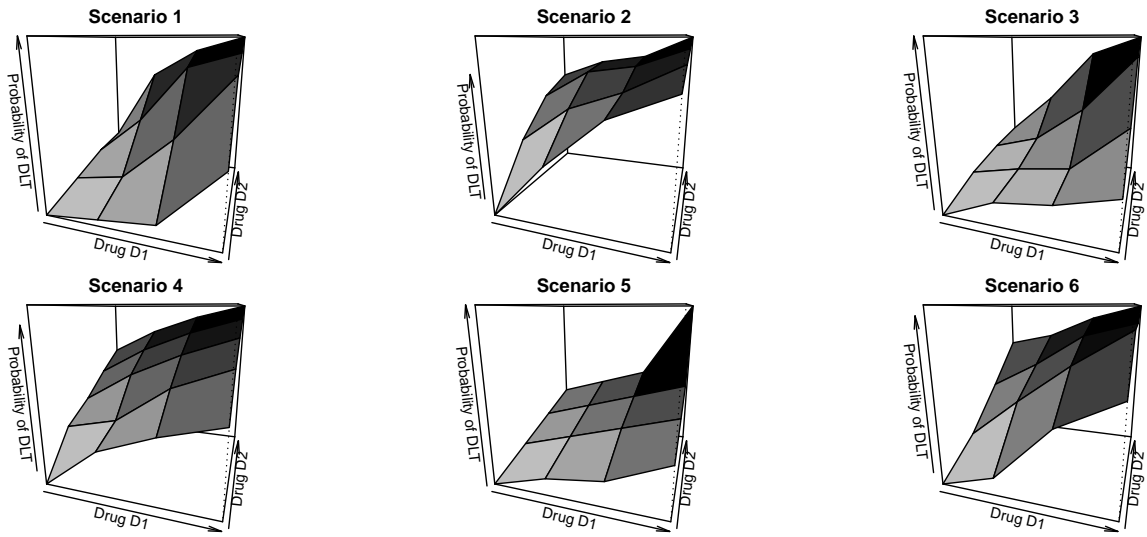 Scenario 1
Probability of DLT
Drug D1
Drug D2
Scenario 2
Probability of DLT
Drug D1
Drug D2
Scenario 3
Probability of DLT
Drug D1
Drug D2
Scenario 4
Probability of DLT
Drug D1
Drug D2
Scenario 5
Probability of DLT
Drug D1
Drug D2
Scenario 6
Probability of DLT
Drug D1
Drug D2